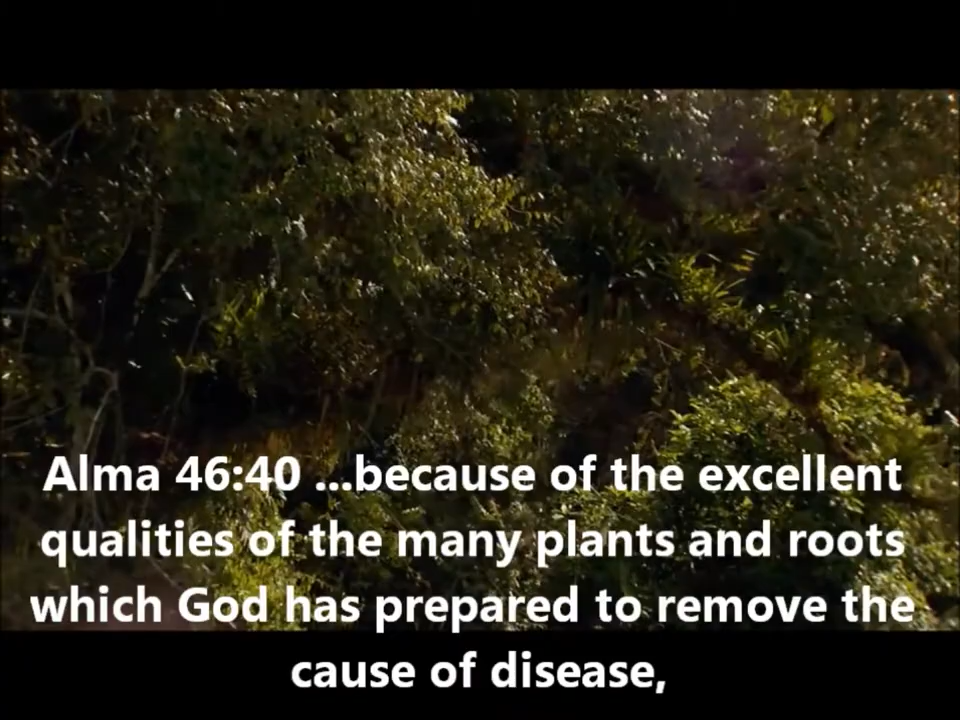 Alma 46:40 ...because of the excellent
qualities of the many plants and roots
which God has prepared to remove the
cause of disease,